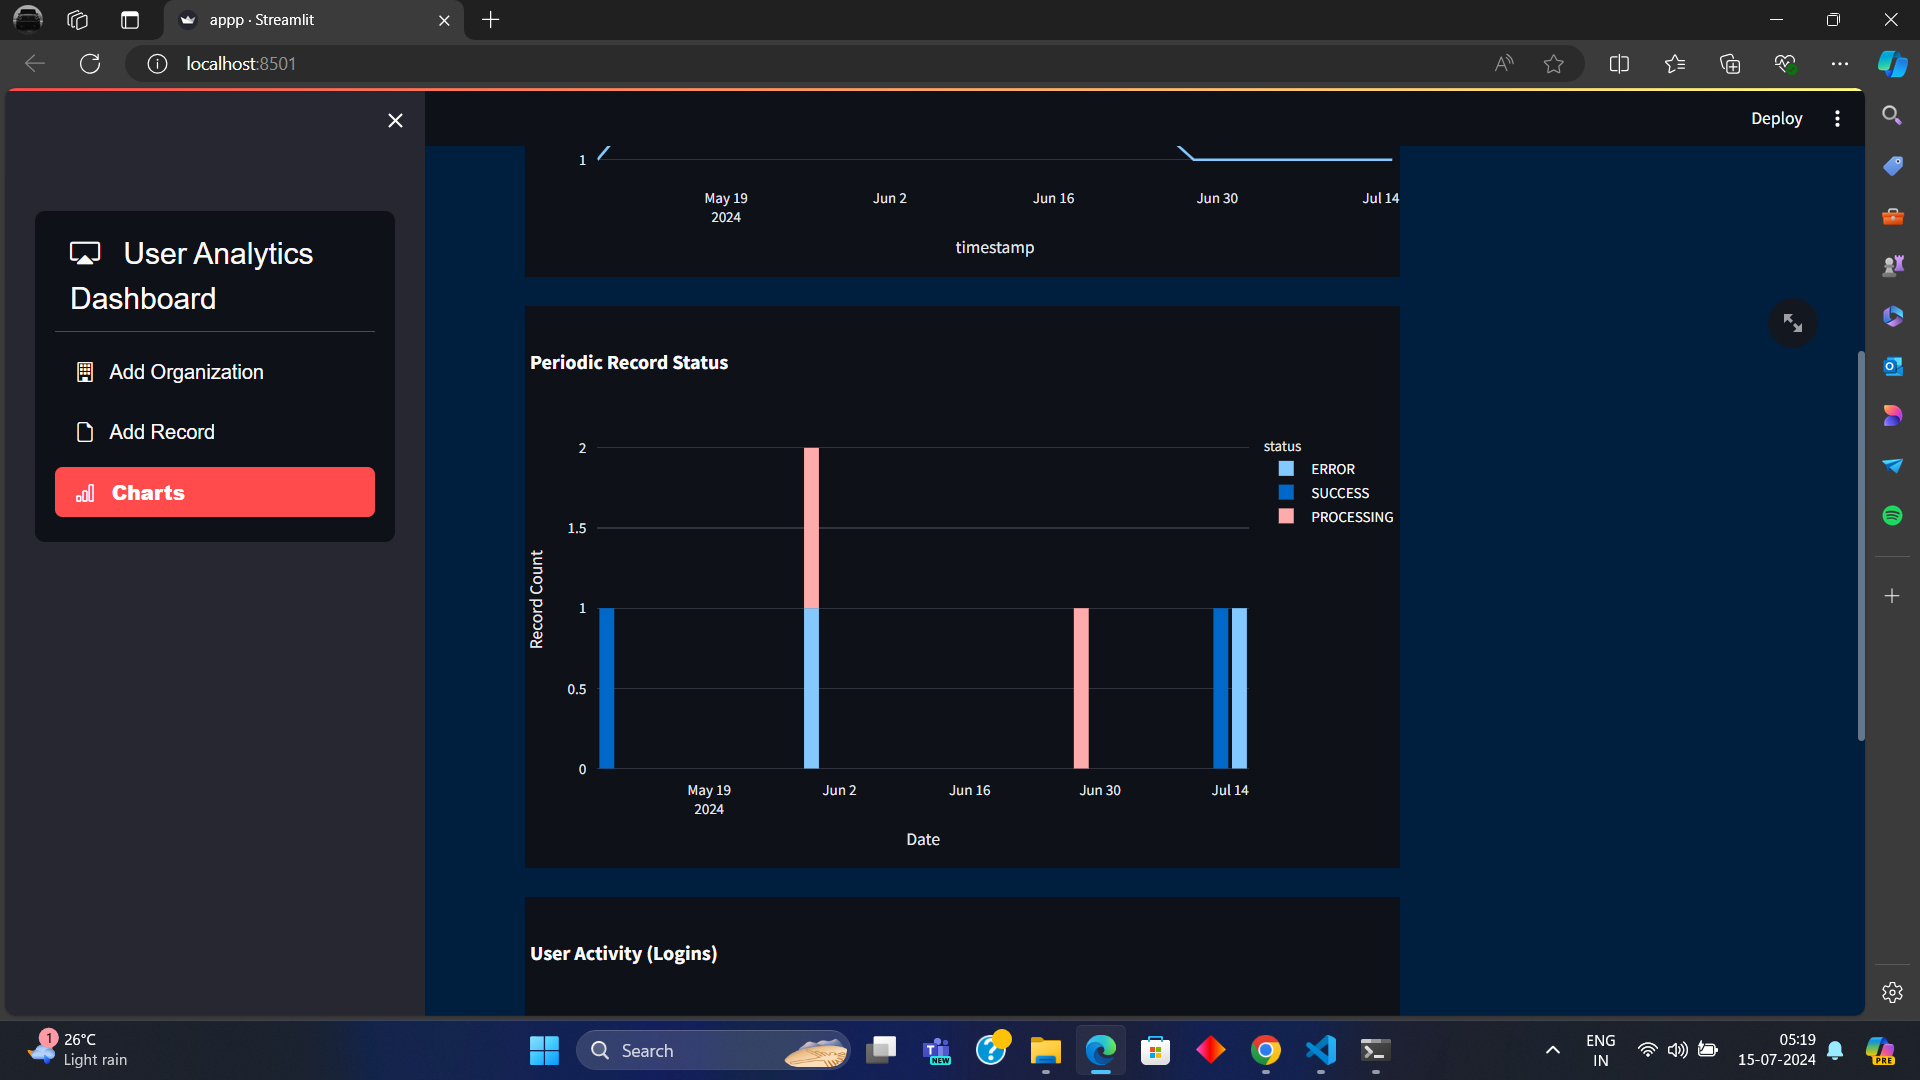 appp · Streamlit
localhost:8501
Deploy
User Analytics
Dashboard
Add Organization
Add Record
Charts
1
May 19
2024
Jun 2
Jun 16
Jun 30
Jul 14
timestamp
Periodic Record Status
2
1.5
1
0.5
0
Record Count
status
ERROR
SUCCESS
PROCESSING
May 19
2024
Jun 2
Jun 16
Jun 30
Jul 14
Date
User Activity (Logins)
1
26°C
Light rain
Search
NEW
ENG
IN
05:19
15-07-2024
PRE